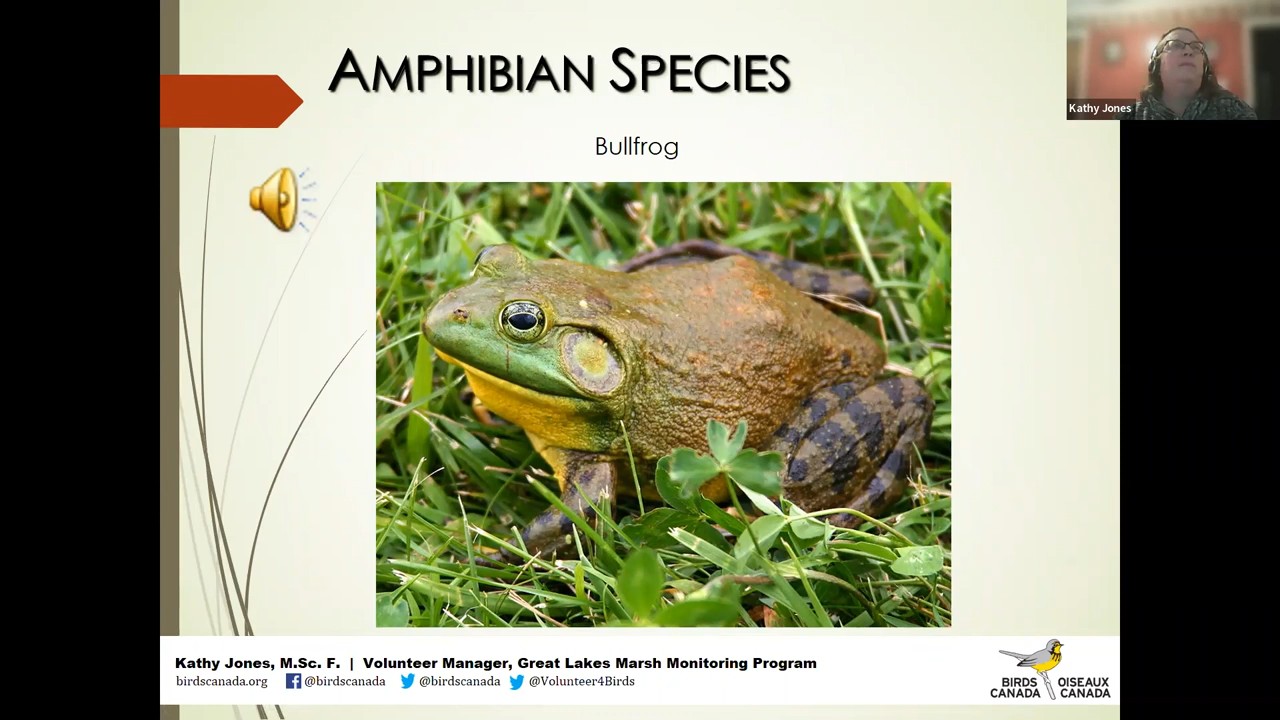 AMPHIBIAN SPECIES
Bullfrog
Kathy Jones
Kathy Jones, M.Sc. F. | Volunteer Manager, Great Lakes Marsh Monitoring Program
birdscanada.org @birdscanada @birdscanada @Volunteer4Birds
BIRDS CANADA
OISEAUX CANADA